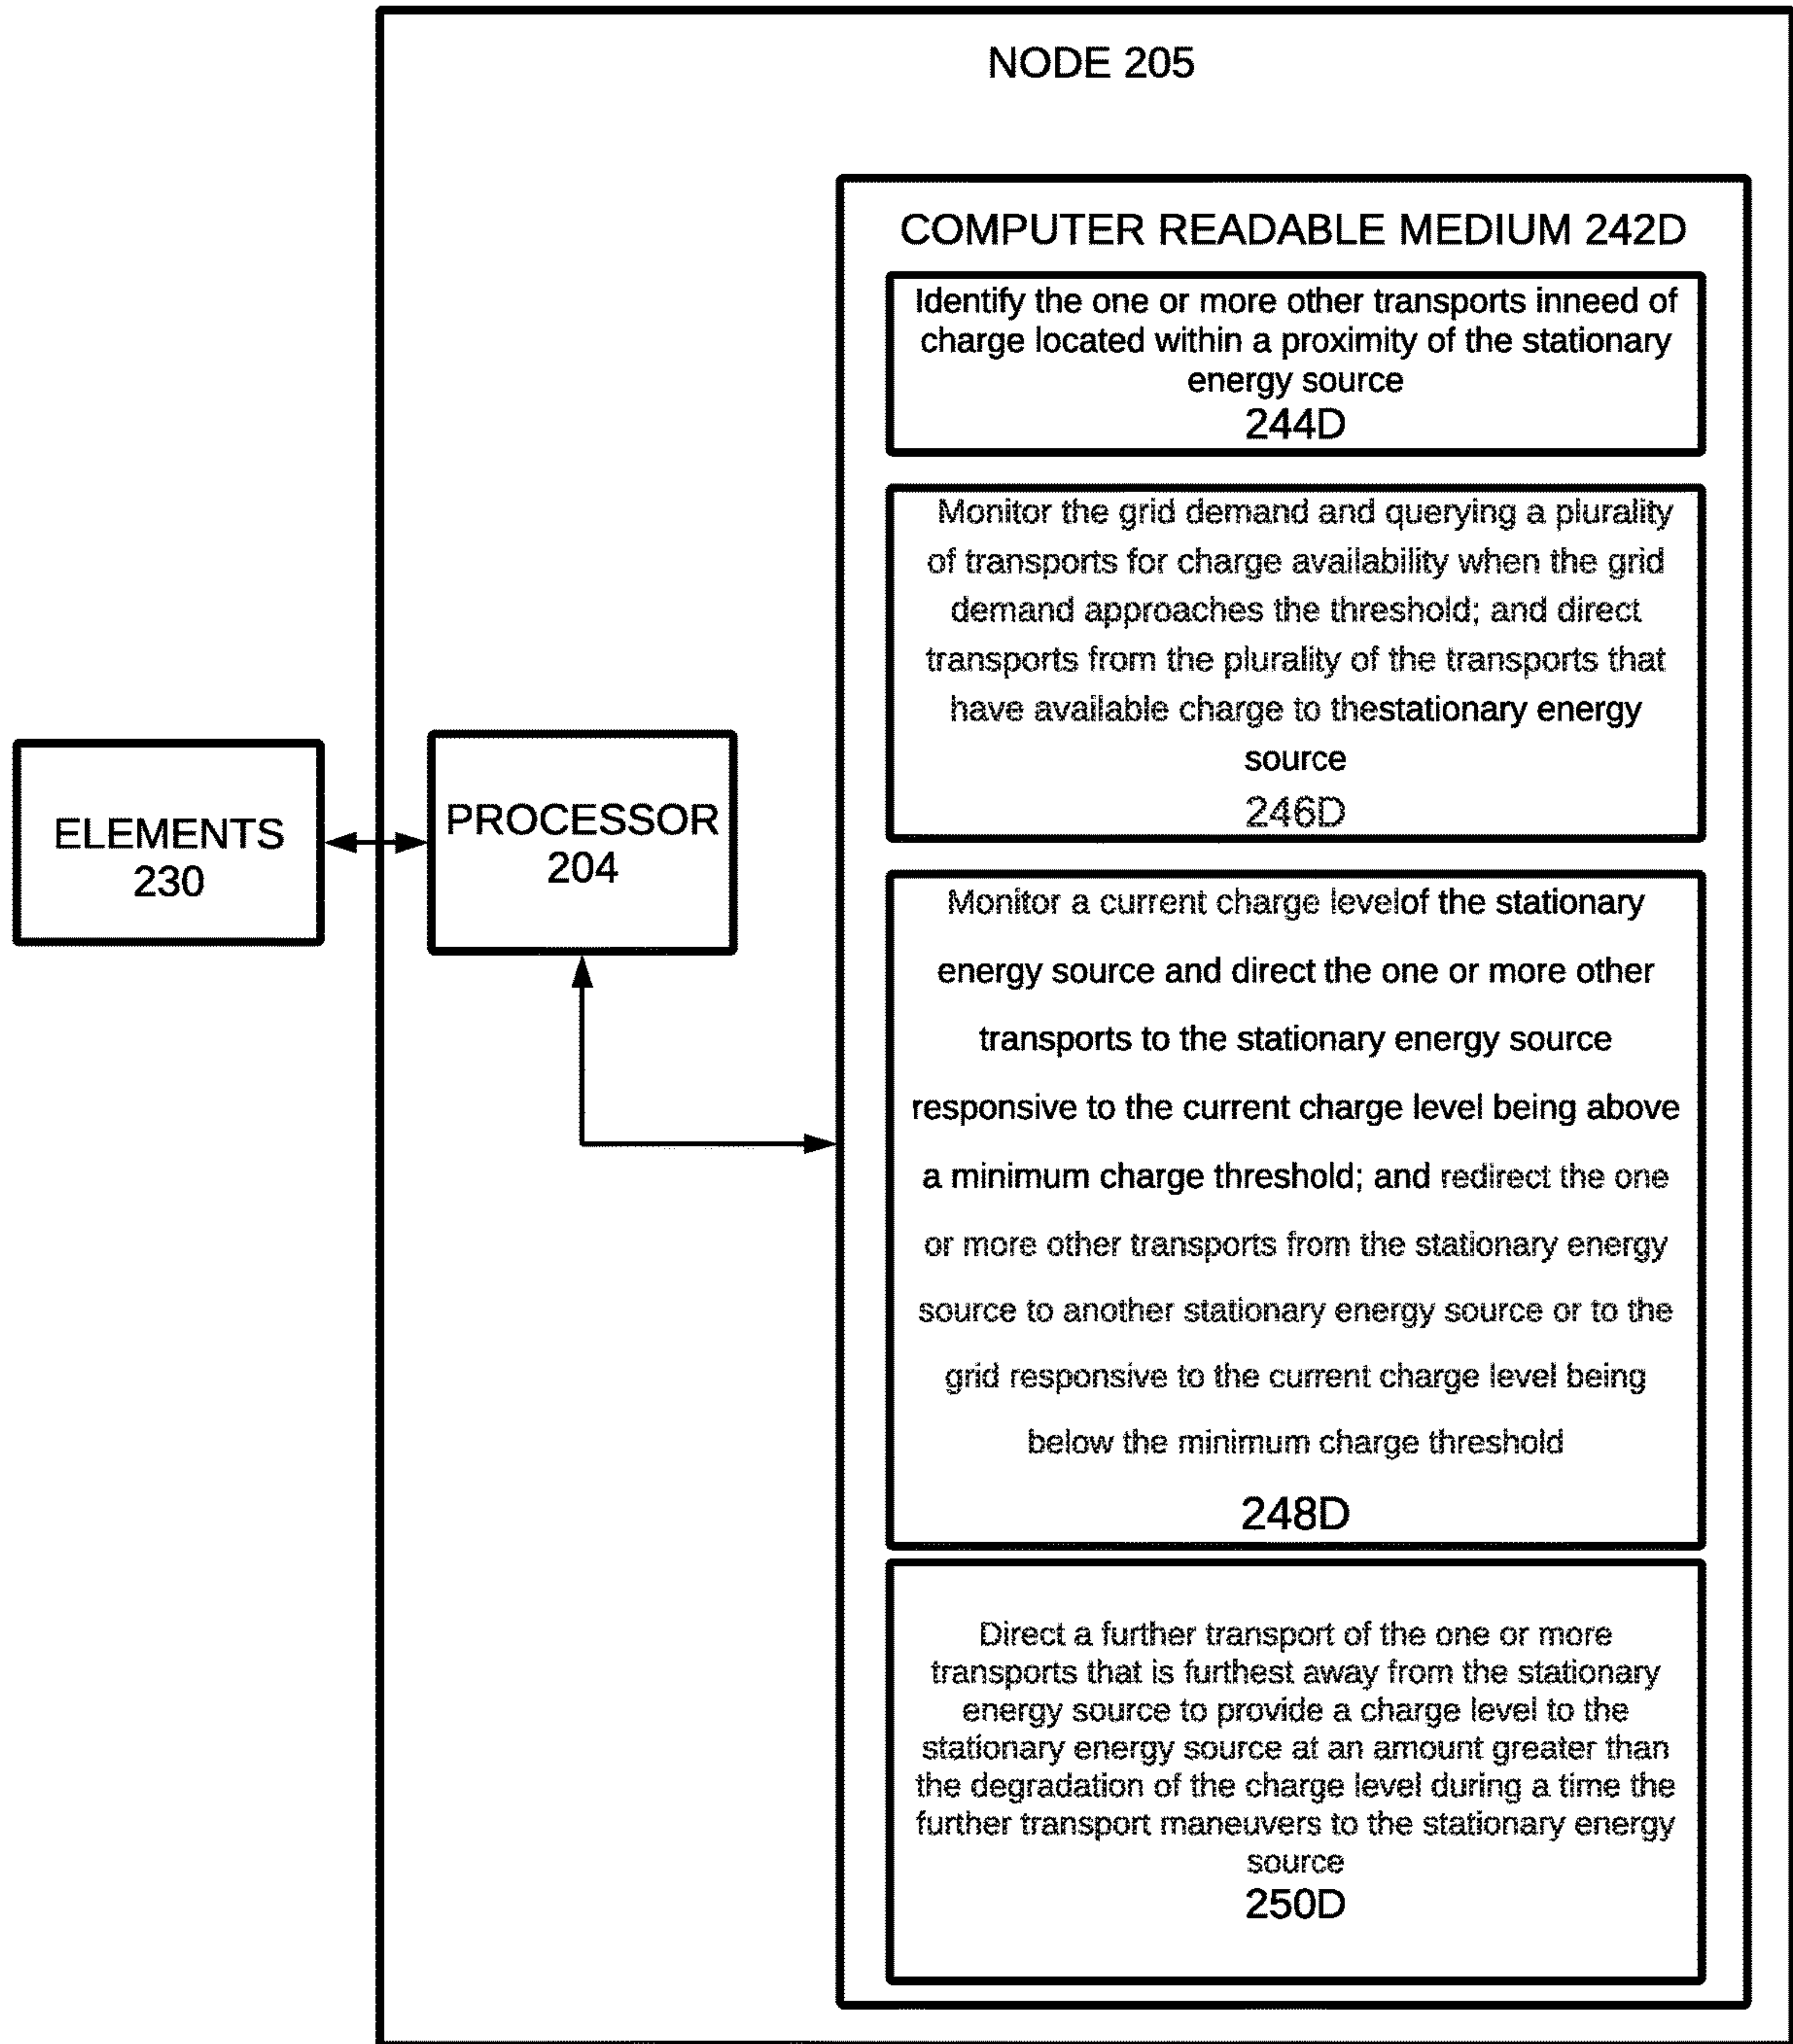 NODE 205
COMPUTER READABLE MEDIUM 242D
Identify the one or more other transports inneed of
charge located within a proximity of the stationary
energy source
244D
Monitor the grid demand and querying a plurality
of transports for charge availability when the grid
demand approaches the threshold; and direct
transports from the plurality of the transports that
have available charge to thestationary energy
source
246D
ELEMENTS
230
PROCESSOR
204
Monitor a current charge levelof the stationary
energy source and direct the one or more other
transports to the stationary energy source
responsive to the current charge level being above
a minimum charge threshold; and redirect the one
or more other transports from the stationary energy
source to another stationary energy source or to the
grid responsive to the current charge level being
below the minimum charge threshold
248D
Direct a further transport of the one or more
transports that is furthest away from the stationary
energy source to provide a charge level to the
stationary energy source at an amount greater than
the degradation of the charge level during a time the
further transport maneuvers to the stationary energy
source
250D